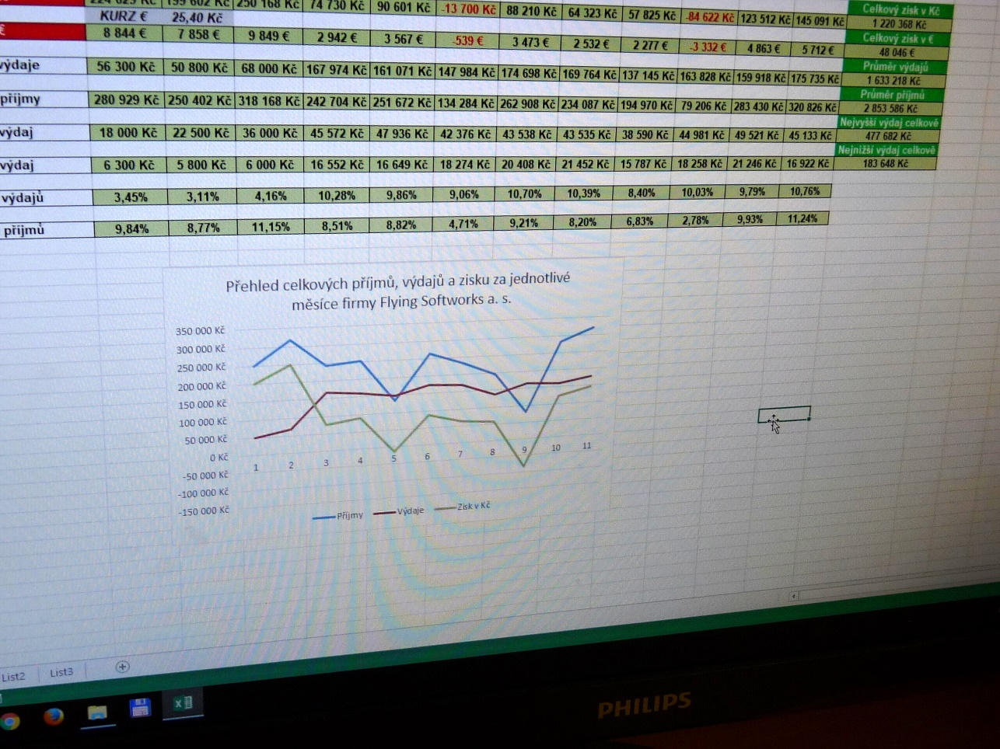 224 629 Kč 199 602 Kč 250 168 Kč 74 730 Kč 90 601 Kč -13 700 Kč 88 210 Kč 64 323 Kč 57 825 Kč -84 622 Kč 123 512 Kč 145 091 Kč Celkový zisk v Kč
KURZ € 25,40 Kč 1 220 368 Kč
€ 8 844 € 7 858 € 9 849 € 2 942 € 3 567 € -539 € 3 473 € 2 532 € 2 277 € -3 332 € 4 863 € 5 712 € Celkový zisk v €
48 046 €
výdaje 56 300 Kč 50 800 Kč 68 000 Kč 167 974 Kč 161 071 Kč 147 984 Kč 174 698 Kč 169 764 Kč 137 145 Kč 163 828 Kč 159 918 Kč 175 735 Kč Průměr výdajů
1 633 218 Kč
příjmy 280 929 Kč 250 402 Kč 318 168 Kč 242 704 Kč 251 672 Kč 134 284 Kč 262 908 Kč 234 087 Kč 194 970 Kč 79 206 Kč 283 430 Kč 320 826 Kč Průměr příjmů
2 853 586 Kč
výdaj 18 000 Kč 22 500 Kč 36 000 Kč 45 572 Kč 47 936 Kč 42 376 Kč 43 538 Kč 43 535 Kč 38 590 Kč 44 981 Kč 49 521 Kč 45 133 Kč Nejvyšší výdaj celkově
477 682 Kč
výdaj 6 300 Kč 5 800 Kč 6 000 Kč 16 552 Kč 16 649 Kč 18 274 Kč 20 408 Kč 21 452 Kč 15 787 Kč 18 258 Kč 21 246 Kč 16 922 Kč Nejnižší výdaj celkově
183 648 Kč
výdajů 3,45% 3,11% 4,16% 10,28% 9,86% 9,06% 10,70% 10,39% 8,40% 10,03% 9,79% 10,76%
příjmů 9,84% 8,77% 11,15% 8,51% 8,82% 4,71% 9,21% 8,20% 6,83% 2,78% 9,93% 11,24%
Přehled celkových příjmů, výdajů a zisku za jednotlivé
měsíce firmy Flying Softworks a. s.
350 000 Kč
300 000 Kč
250 000 Kč
200 000 Kč
150 000 Kč
100 000 Kč
50 000 Kč
0 Kč
-50 000 Kč
-100 000 Kč
-150 000 Kč
1 2 3 4 5 6 7 8 9 10 11
Příjmy Výdaje Zisk v Kč
List2 List3
PHILIPS